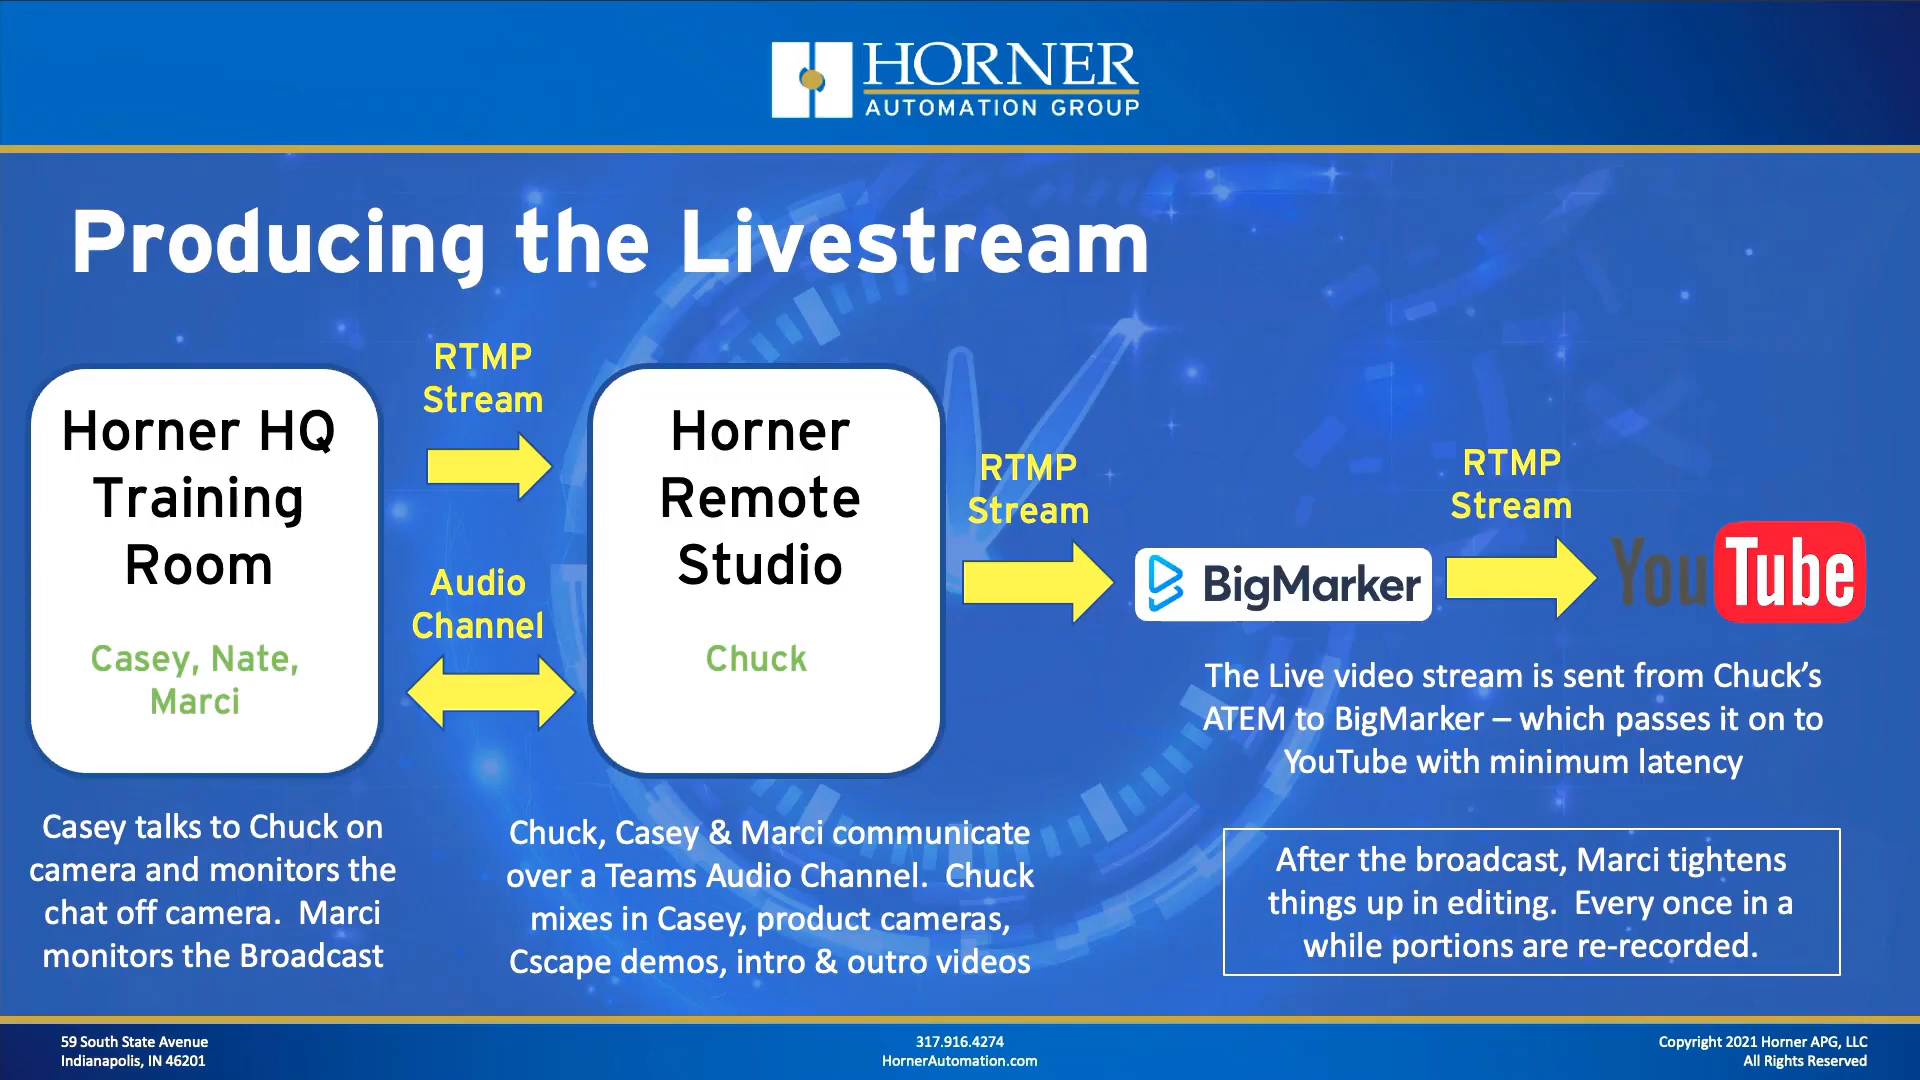 HORNER
AUTOMATION GROUP
Producing the Livestream
RTMP
Stream
Horner HQ
Training
Room
Casey, Nate,
Marci
Audio
Channel
Horner
Remote
Studio
Chuck
RTMP
Stream
BigMarker
RTMP
Stream
YouTube
Casey talks to Chuck on
camera and monitors the
chat off camera.  Marci
monitors the Broadcast
Chuck, Casey & Marci communicate
over a Teams Audio Channel.  Chuck
mixes in Casey, product cameras,
Cscape demos, intro & outro videos
The Live video stream is sent from Chuck’s
ATEM to BigMarker – which passes it on to
YouTube with minimum latency
After the broadcast, Marci tightens
things up in editing.  Every once in a
while portions are re-recorded.
59 South State Avenue
Indianapolis, IN 46201
317.916.4274
HornerAutomation.com
Copyright 2021 Horner APG, LLC
All Rights Reserved